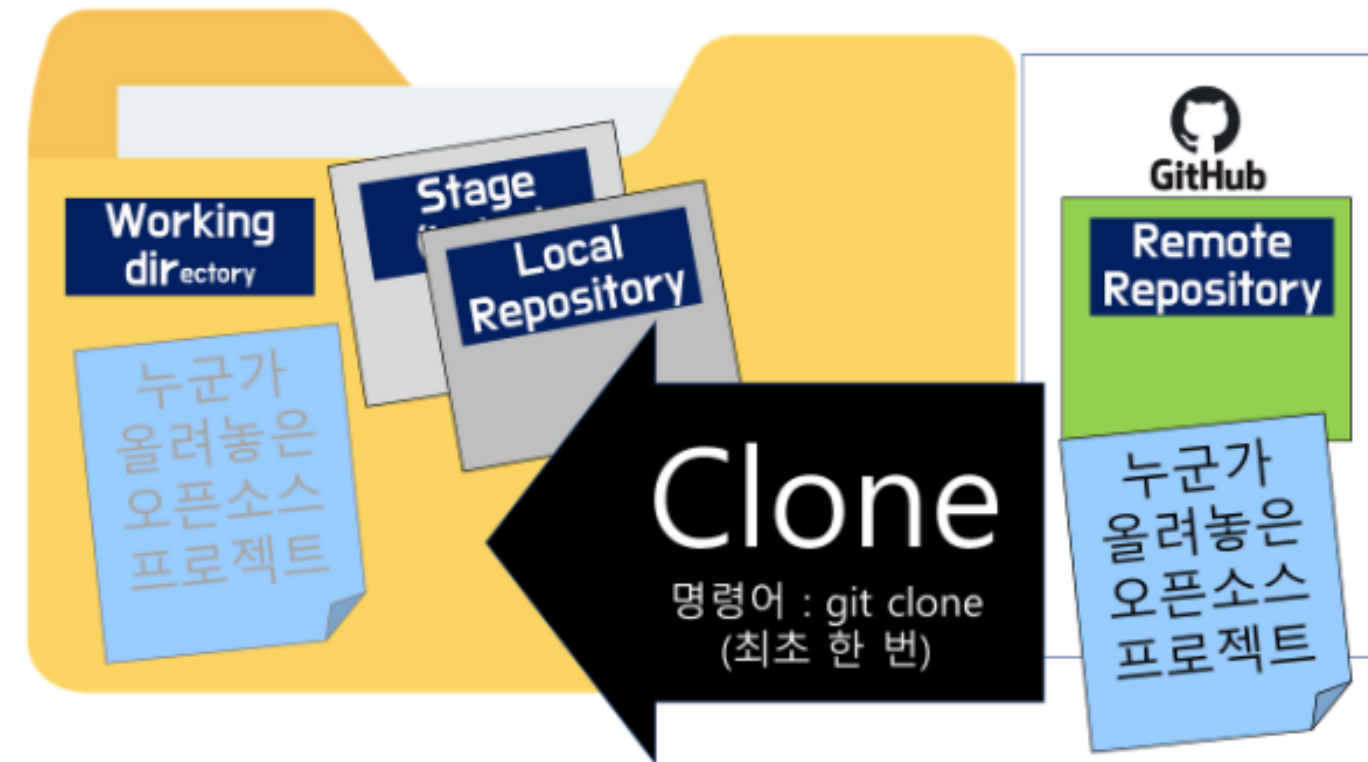 Working
directory
Stage
Local
Repository
누군가
올려놓은
오픈소스
프로젝트
Clone
명령어 : git clone
(최초 한 번)
GitHub
Remote
Repository
누군가
올려놓은
오픈소스
프로젝트